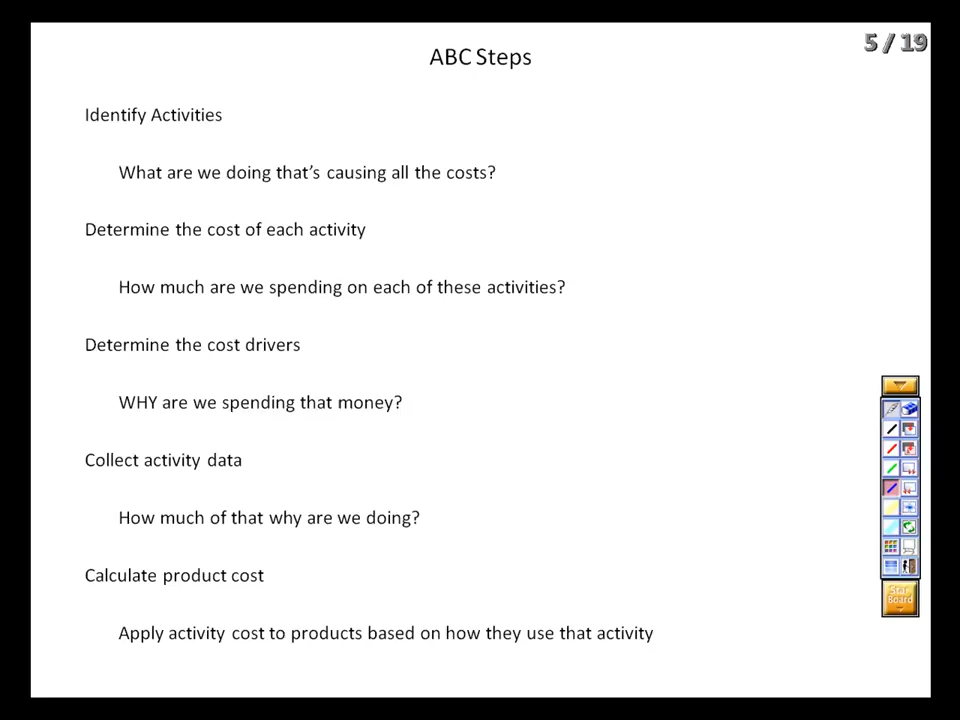 5 / 19
ABC Steps
Identify Activities
What are we doing that’s causing all the costs?
Determine the cost of each activity
How much are we spending on each of these activities?
Determine the cost drivers
WHY are we spending that money?
Collect activity data
How much of that why are we doing?
Calculate product cost
Apply activity cost to products based on how they use that activity
Star
Board